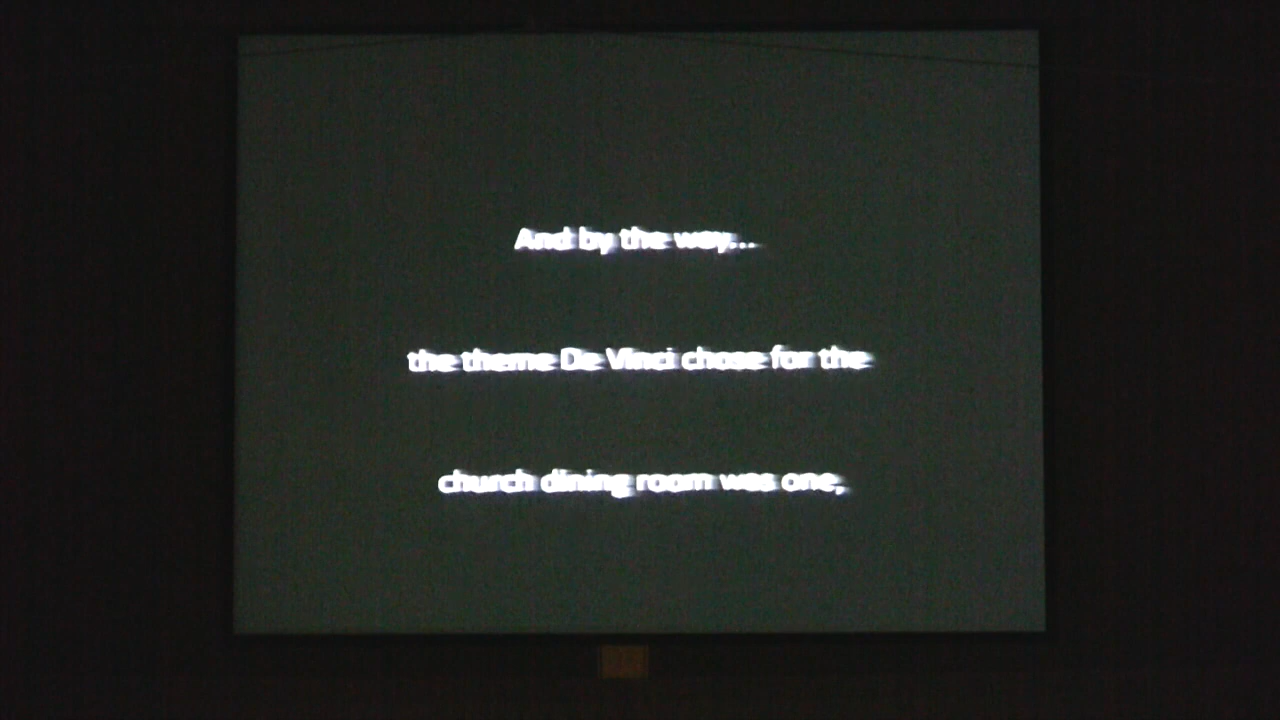 And by the way...
the theme De Vinci chose for the
church dining room was one,